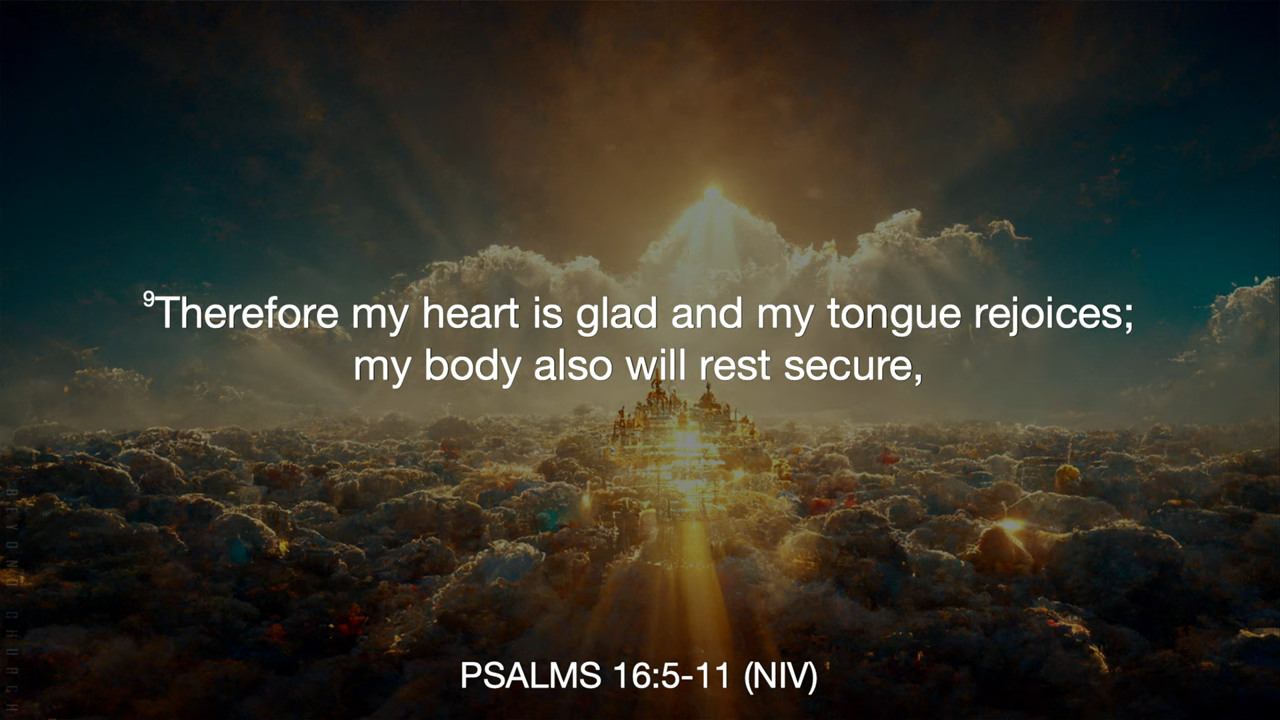 ⁹Therefore my heart is glad and my tongue rejoices;
my body also will rest secure,
PSALMS 16:5-11 (NIV)
CHURCH